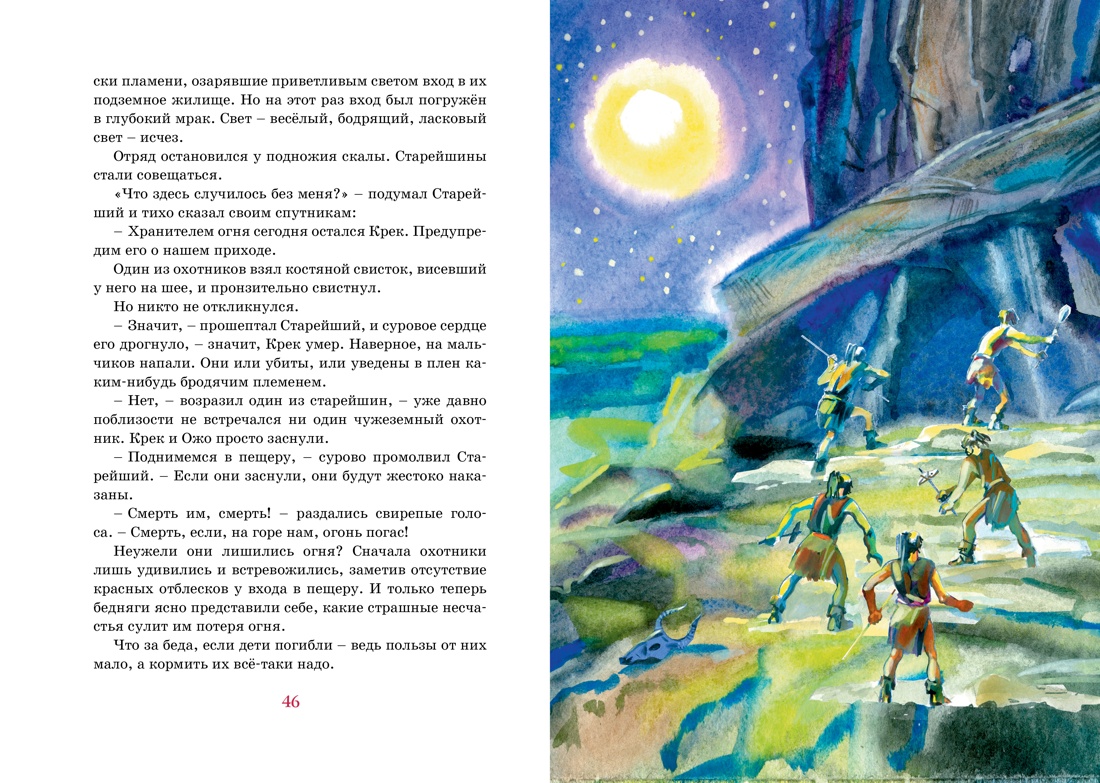 ски пламени, озарявшие приветливым светом вход в их
подземное жилище. Но на этот раз вход был погружён
в глубокий мрак. Свет – весёлый, бодрящий, ласковый
свет – исчез.
Отряд остановился у подножия скалы. Старейшины
стали совещаться.
«Что здесь случилось без меня?» – подумал Старей-
ший и тихо сказал своим спутникам:
– Хранителем огня сегодня остался Крек. Предупре-
дим его о нашем приходе.
Один из охотников взял костяной свисток, висевший
у него на шее, и пронзительно свистнул.
Но никто не откликнулся.
– Значит, – прошептал Старейший, и суровое сердце
его дрогнуло, – значит, Крек умер. Наверное, на маль-
чиков напали. Они или убиты, или уведены в плен ка-
ким-нибудь бродячим племенем.
– Нет, – возразил один из старейшин, – уже давно
поблизости не встречался ни один чужеземный охот-
ник. Крек и Ожо просто заснули.
– Поднимемся в пещеру, – сурово промолвил Ста-
рейший. – Если они заснули, они будут жестоко нака-
заны.
– Смерть им, смерть! – раздались свирепые голо-
са. – Смерть, если, на горе нам, огонь погас!
Неужели они лишились огня? Сначала охотники
лишь удивились и встревожились, заметив отсутствие
красных отблесков у входа в пещеру. И только теперь
бедняги ясно представили себе, какие страшные несча-
стья сулит им потеря огня.
Что за беда, если дети погибли – ведь пользы от них
мало, а кормить их всё-таки надо.
46